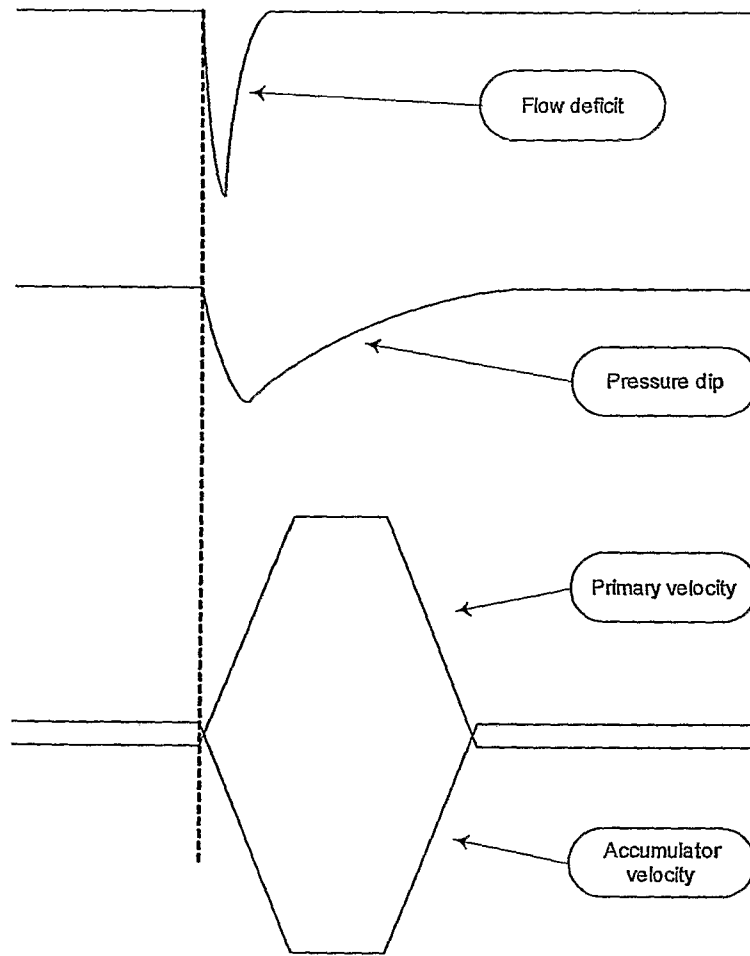 Flow deficit
Pressure dip
Primary velocity
Accumulator
velocity